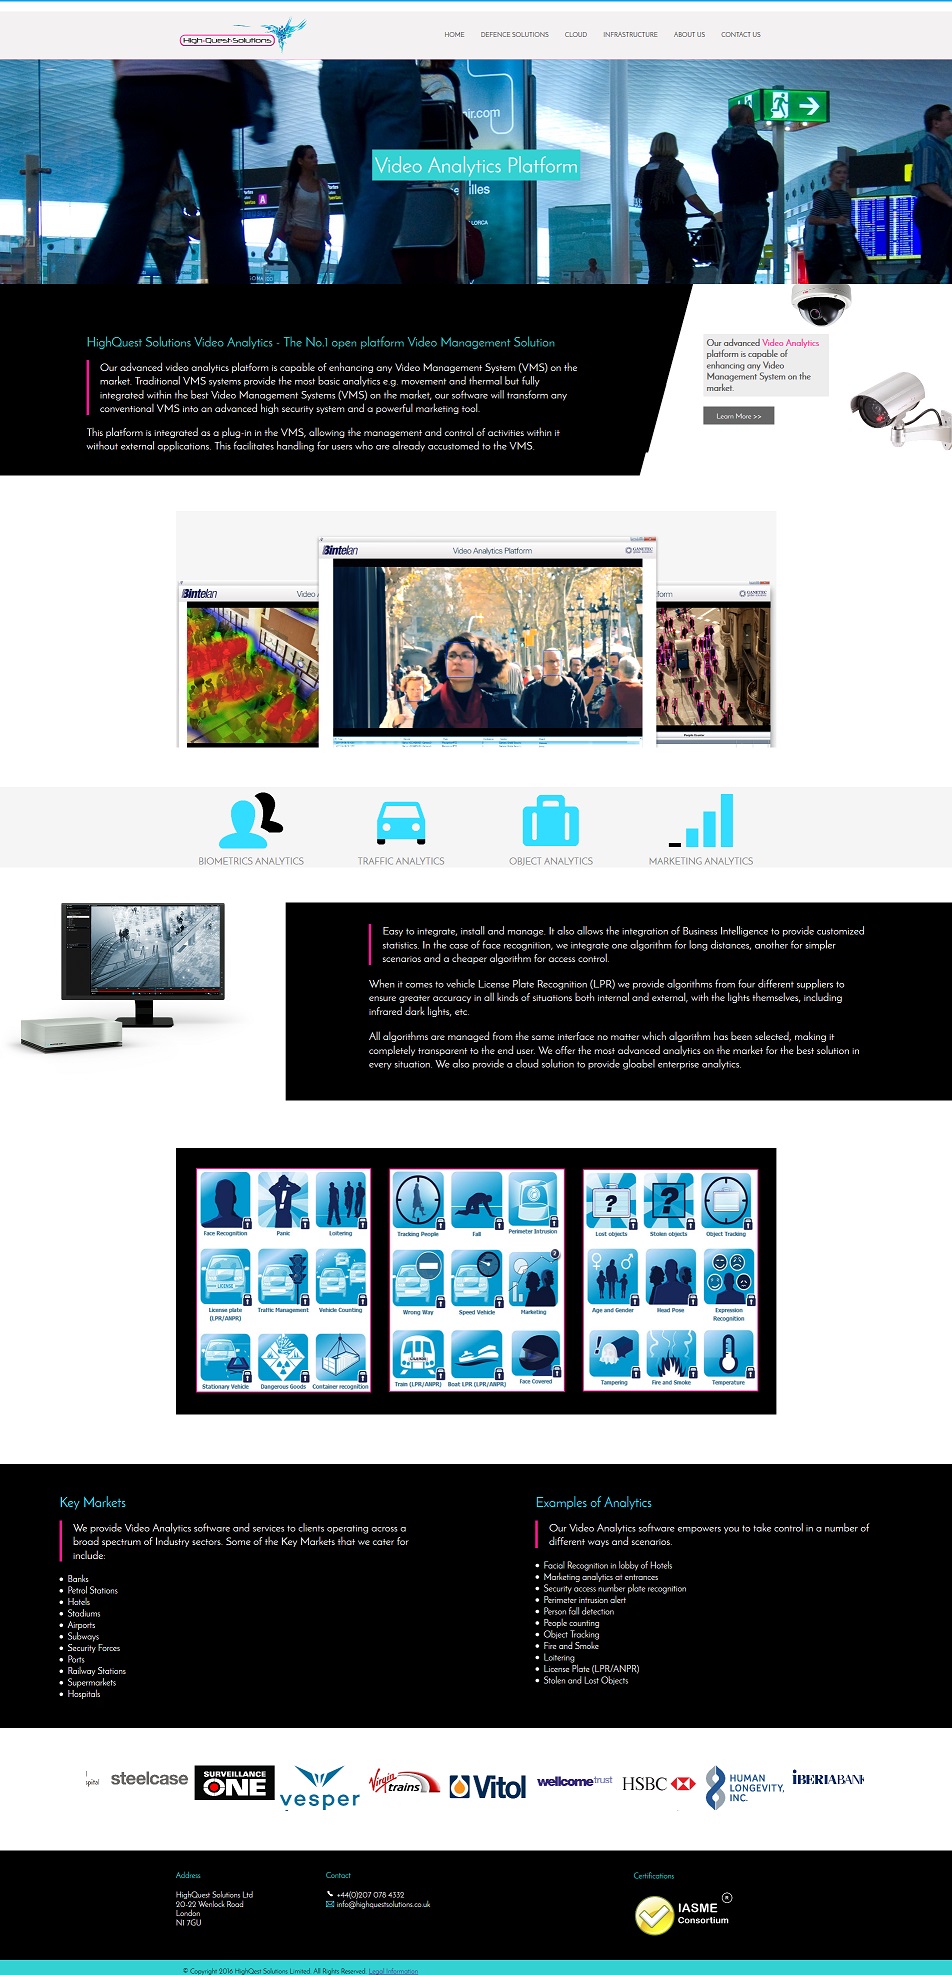 High-Quest-Solutions
HOME DEFENCE SOLUTIONS CLOUD INFRASTRUCTURE ABOUT US CONTACT US
Video Analytics Platform
HighQuest Solutions Video Analytics - The No.1 open platform Video Management Solution
Our advanced video analytics platform is capable of enhancing any Video Management System (VMS) on the
market. Traditional VMS systems provide the most basic analytics e.g. movement and thermal but fully
integrated within the best Video Management Systems (VMS) on the market, our software will transform any
conventional VMS into an advanced high security system and a powerful marketing tool.
This platform is integrated as a plug-in in the VMS, allowing the management and control of activities within it
without external applications. This facilitates handling for users who are already accustomed to the VMS.
Our advanced Video Analytics
platform is capable of
enhancing any Video
Management System on the
market.
Learn More >>
Bintelan Video Analytics Platform GENETEC
Bintelan Video A
form GENETEC
People Counter
BIOMETRICS ANALYTICS TRAFFIC ANALYTICS OBJECT ANALYTICS MARKETING ANALYTICS
Easy to integrate, install and manage. It also allows the integration of Business Intelligence to provide customized
statistics. In the case of face recognition, we integrate one algorithm for long distances, another for simpler
scenarios and a cheaper algorithm for access control.
When it comes to vehicle License Plate Recognition (LPR) we provide algorithms from four different suppliers to
ensure greater accuracy in all kinds of situations both internal and external, with the lights themselves, including
infrared dark lights, etc.
All algorithms are managed from the same interface no matter which algorithm has been selected, making it
completely transparent to the end user. We offer the most advanced analytics on the market for the best solution in
every situation. We also provide a cloud solution to provide gloabel enterprise analytics.
Face Recognition Panic Loitering
LICENSE
License plate (LPR/ANPR) Traffic Management Vehicle Counting
Stationary Vehicle Dangerous Goods Container recognition
Tracking People Fall Perimeter Intrusion
Wrong Way Speed Vehicle Marketing
Train (LPR/ANPR) Boat LPR (LPR/ANPR) Face Covered
Lost objects Stolen objects Object Tracking
Age and Gender Head Pose Expression Recognition
Tampering Fire and Smoke Temperature
Key Markets
We provide Video Analytics software and services to clients operating across a
broad spectrum of Industry sectors. Some of the Key Markets that we cater for
include:
Banks
Petrol Stations
Hotels
Stadiums
Airports
Subways
Security Forces
Ports
Railway Stations
Supermarkets
Hospitals
Examples of Analytics
Our Video Analytics software empowers you to take control in a number of
different ways and scenarios.
Facial Recognition in lobby of Hotels
Marketing analytics at entrances
Security access number plate recognition
Perimeter intrusion alert
Person fall detection
People counting
Object Tracking
Fire and Smoke
Loitering
License Plate (LPR/ANPR)
Stolen and Lost Objects
spital
steelcase
SURVEILLANCE
ONE
vesper
Virgin
trains
Vitol
wellcome trust
HSBC
HUMAN
LONGEVITY,
INC.
IBERIABANK
Address
HighQuest Solutions Ltd
20-22 Wenlock Road
London
N1 7GU
Contact
+44(0)207 078 4332
info@highquestsolutions.co.uk
Certifications
IASME
Consortium
® 
© Copyright 2016 HighQest Solutions Limited. All Rights Reserved. Legal Information